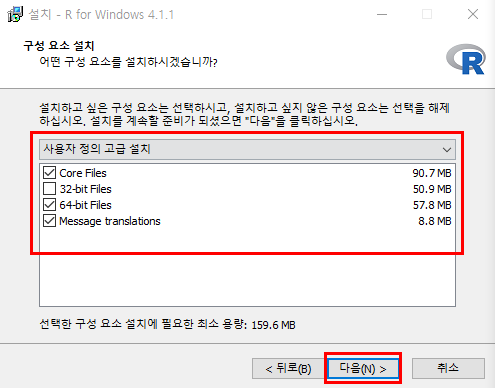 설치 - R for Windows 4.1.1
구성 요소 설치
어떤 구성 요소를 설치하시겠습니까?
R
설치하고 싶은 구성 요소는 선택하시고, 설치하고 싶지 않은 구성 요소는 선택을 해제
하십시오. 설치를 계속할 준비가 되셨으면 "다음"을 클릭하십시오.
사용자 정의 고급 설치
Core Files 90.7 MB
32-bit Files 50.9 MB
64-bit Files 57.8 MB
Message translations 8.8 MB
선택한 구성 요소 설치에 필요한 최소 용량: 159.6 MB
< 뒤로(B) 다음(N) > 취소